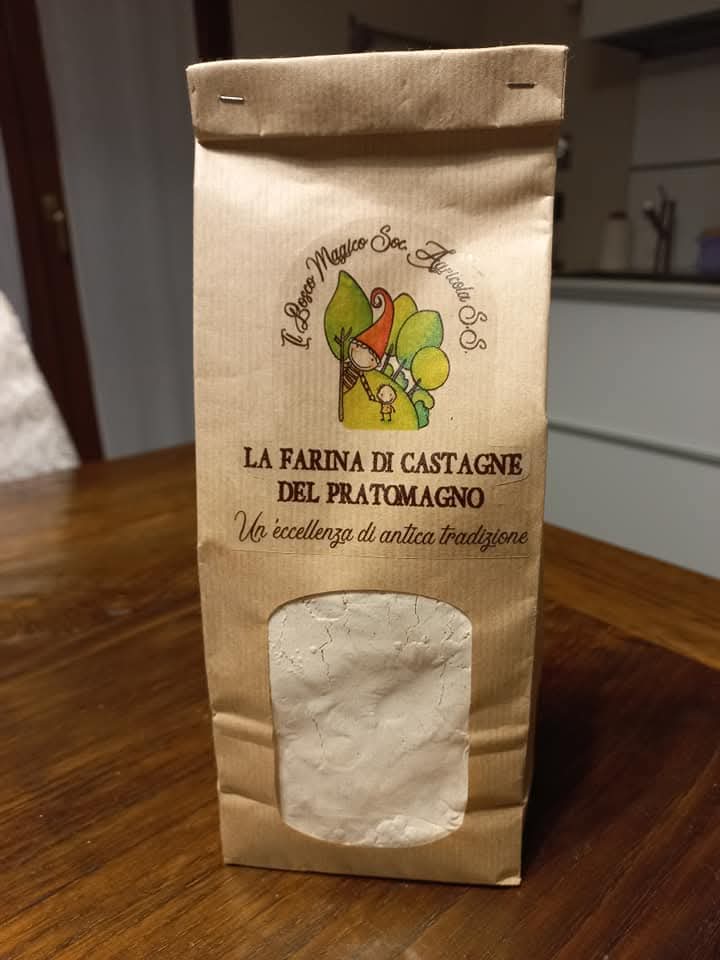 Il Bosco Magico Soc. Agricola S.S.
LA FARINA DI CASTAGNE
DEL PRATOMAGNO
Un'eccellenza di antica tradizione